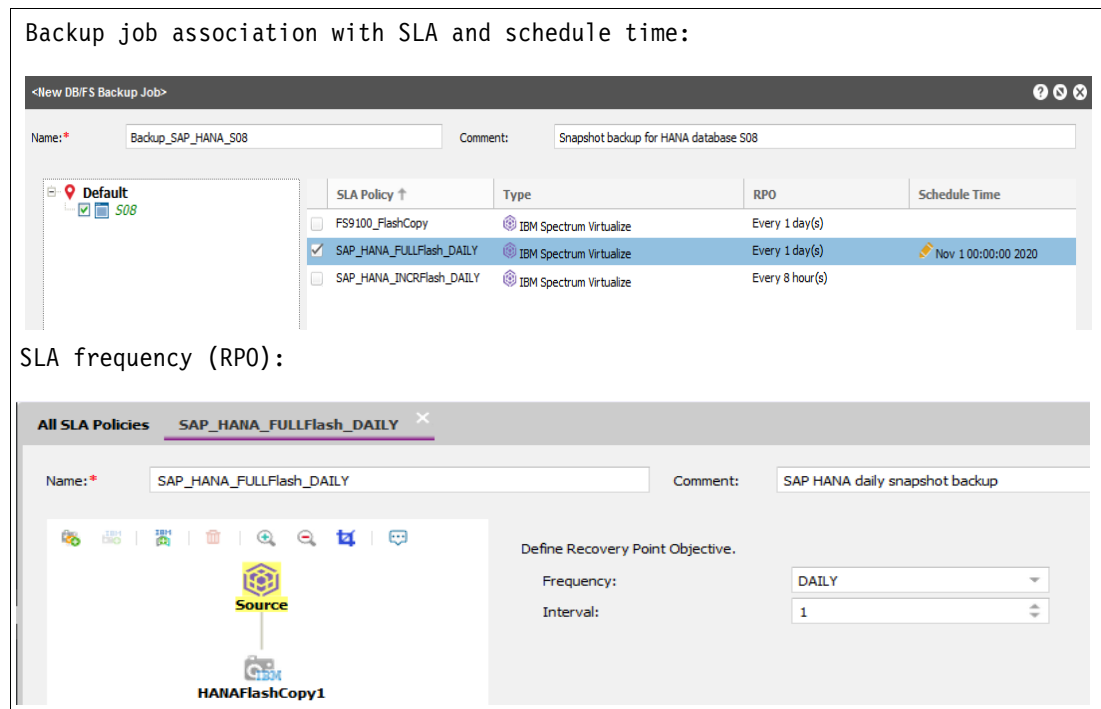 Backup job association with SLA and schedule time:
<New DB/FS Backup Job>
Name:* Backup_SAP_HANA_S08 Comment: Snapshot backup for HANA database S08
Default
S08
SLA Policy ↑ Type RPO Schedule Time
FS9100_FlashCopy IBM Spectrum Virtualize Every 1 day(s)
SAP_HANA_FULLFlash_DAILY IBM Spectrum Virtualize Every 1 day(s) Nov 1 00:00:00 2020
SAP_HANA_INCRFlash_DAILY IBM Spectrum Virtualize Every 8 hour(s)
SLA frequency (RPO):
All SLA Policies SAP_HANA_FULLFlash_DAILY
Name:* SAP_HANA_FULLFlash_DAILY Comment: SAP HANA daily snapshot backup
Define Recovery Point Objective.
Frequency: DAILY
Interval: 1
Source
IBM
HANAFlashCopy1